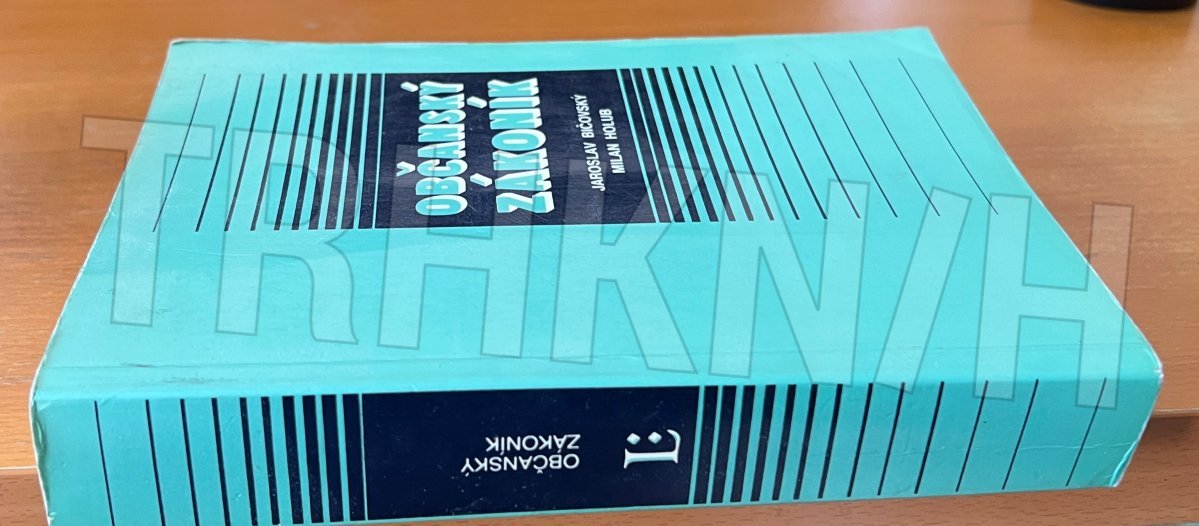 OBČANSKÝ
ZÁKONÍK
JAROSLAV BIČOVSKÝ
MILAN HOLUB
OBČANSKÝ
ZÁKONÍK
TRHKNIH